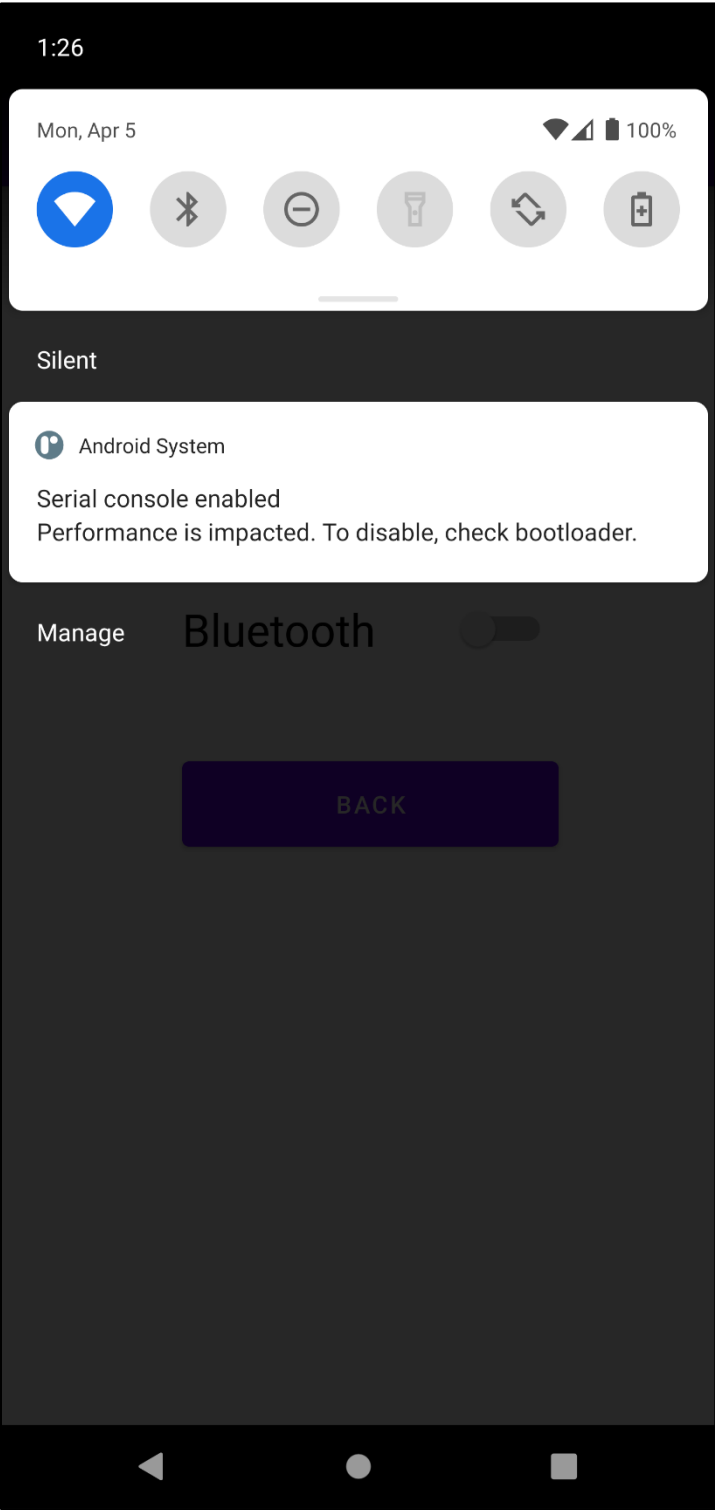 1:26
Mon, Apr 5
100%
Silent
Android System
Serial console enabled
Performance is impacted. To disable, check bootloader.
Manage
Bluetooth
BACK